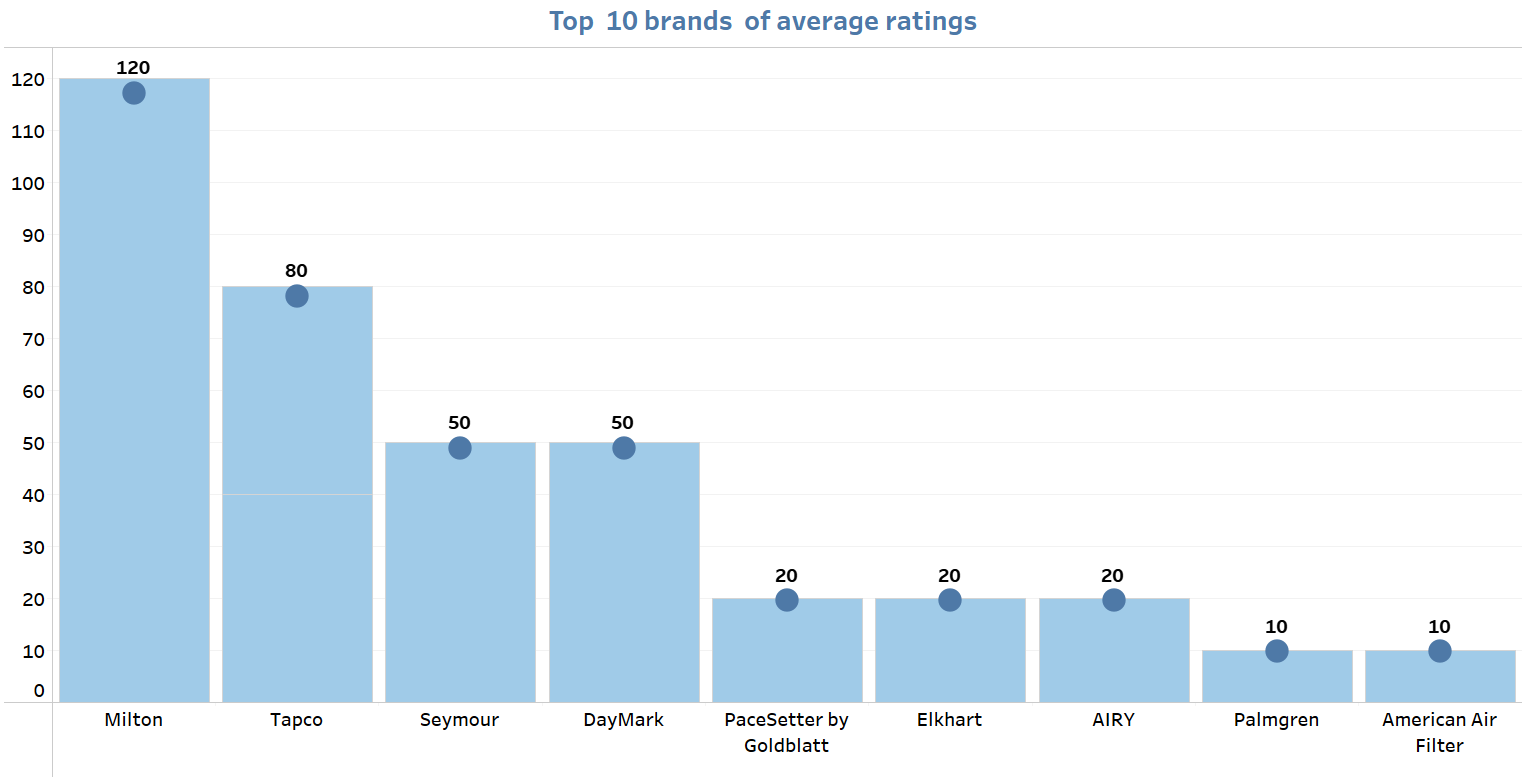 Top  10 brands  of average ratings
120
110
100
90
80
70
60
50
40
30
20
10
0
120
80
50
50
20
20
20
10
10
Milton
Tapco
Seymour
DayMark
PaceSetter by
Goldblatt
Elkhart
AIRY
Palmgren
American Air
Filter